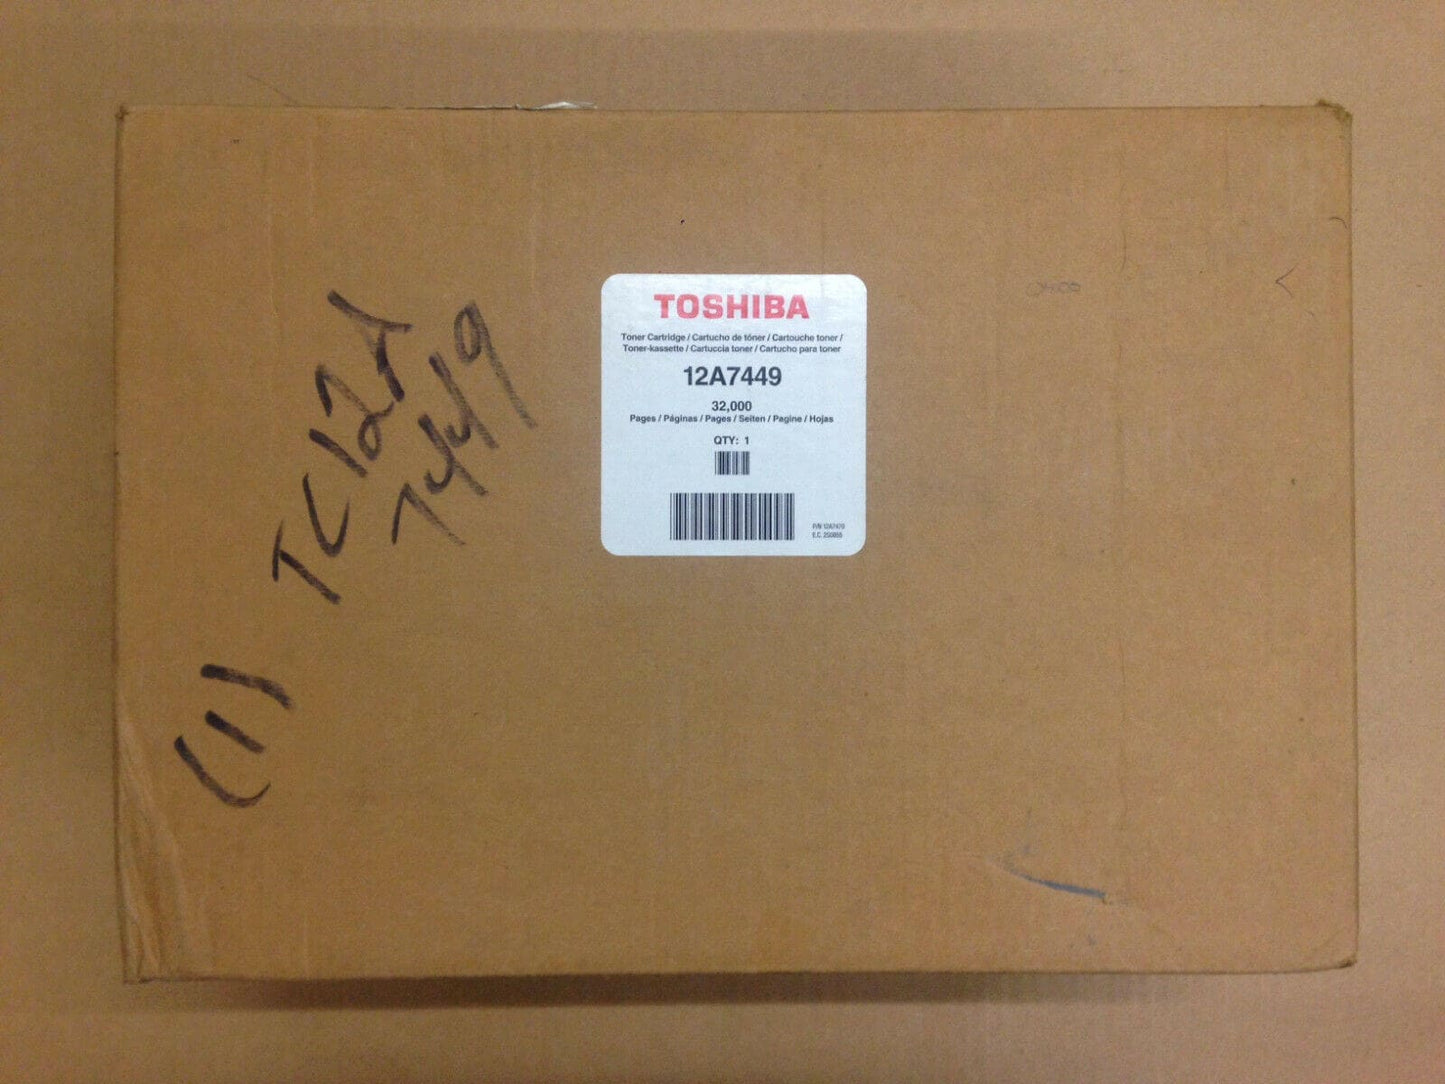 TOSHIBA
Toner Cartridge / Cartucho de tóner / Cartouche toner /
Toner-kassette / Cartuccia toner / Cartucho para toner
12A7449
32,000
Pages / Páginas / Pages / Seiten / Pagine / Hojas
QTY: 1
P/N 12A7470
(1) TC12A
7449